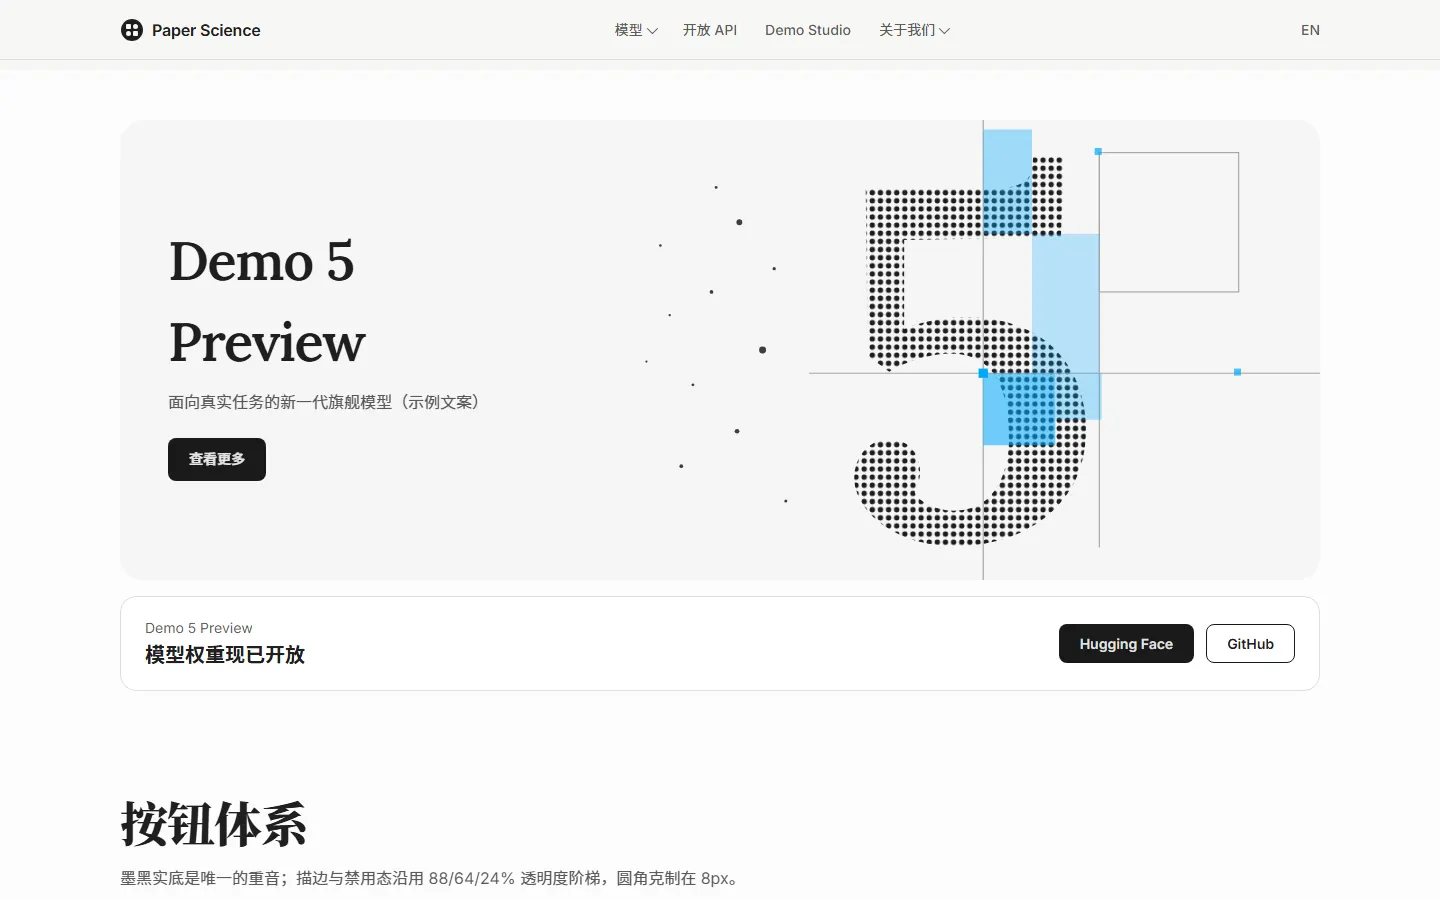 Paper Science
模型
开放 API
Demo Studio
关于我们
EN
Demo 5
Preview
面向真实任务的新一代旗舰模型（示例文案）
查看更多
5
Demo 5 Preview
模型权重现已开放
Hugging Face
GitHub
按钮体系
墨黑实底是唯一的重音；描边与禁用态沿用 88/64/24% 透明度阶梯，圆角克制在 8px。